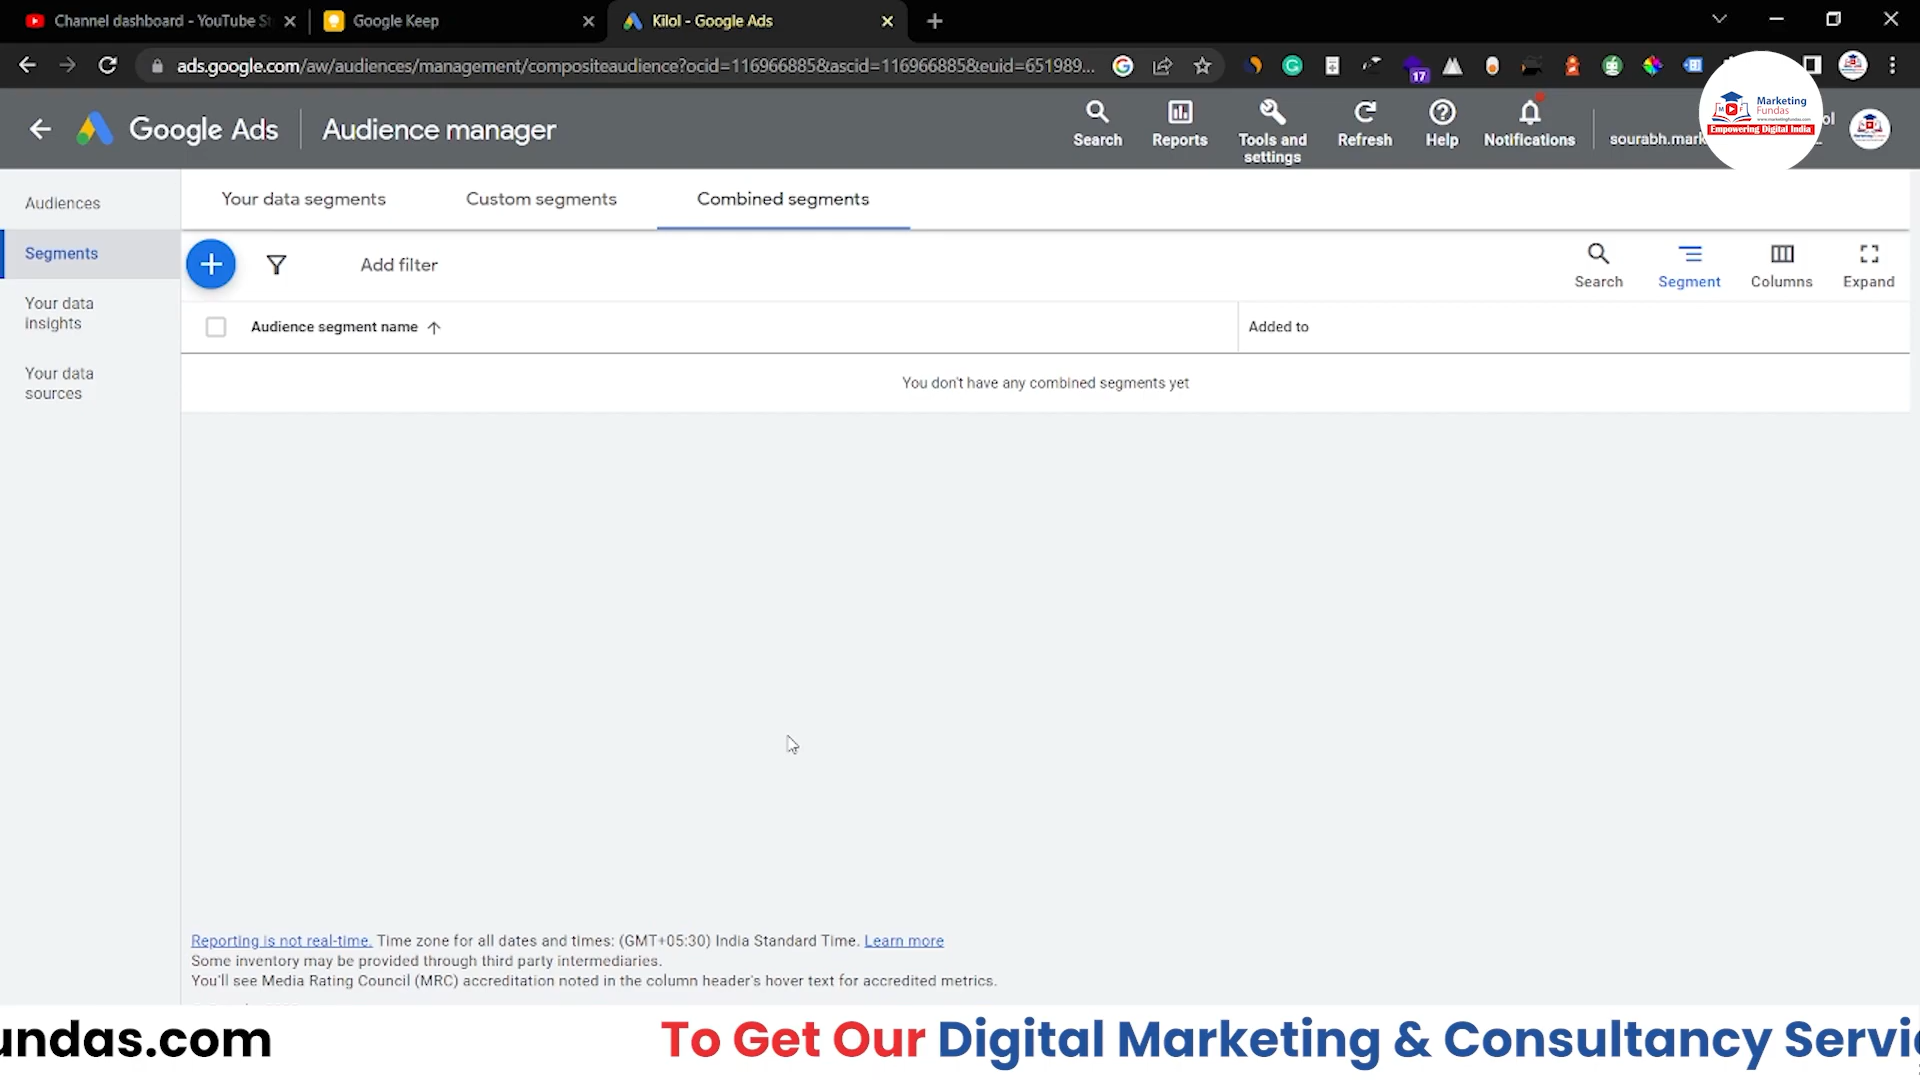 Channel dashboard - YouTube St
Google Keep
Kilol - Google Ads
ads.google.com/aw/audiences/management/compositeaudience?ocid=116966885&ascid=116966885&euid=651989...
17
Google Ads
Audience manager
Search
Reports
Tools and
settings
Refresh
Help
Notifications
sourabh.mark
Marketing
Fundas
www.marketingfundas.com
Empowering Digital India
ol
Audiences
Segments
Your data
insights
Your data
sources
Your data segments
Custom segments
Combined segments
Add filter
Search
Segment
Columns
Expand
Audience segment name
Added to
You don't have any combined segments yet
Reporting is not real-time. Time zone for all dates and times: (GMT+05:30) India Standard Time. Learn more
Some inventory may be provided through third party intermediaries.
You'll see Media Rating Council (MRC) accreditation noted in the column header's hover text for accredited metrics.
undas.com
To Get Our Digital Marketing & Consultancy Servic